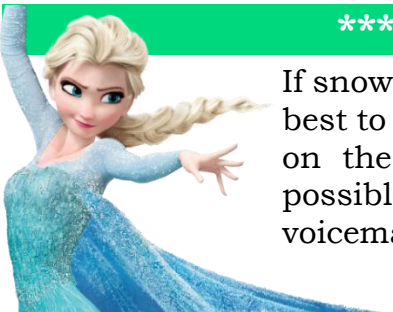 ***
If snow
best to
on the
possibl
voicema